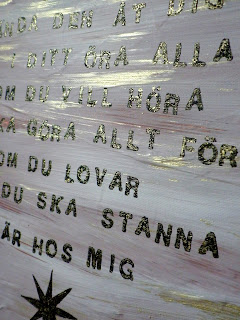 DEN ÅT DIG
DITT ÖRA ALLA
OM DU VILL HÖRA
GÖRA ALLT FÖR
OM DU LOVAR
DU SKA STANNA
ÄR HOS MIG